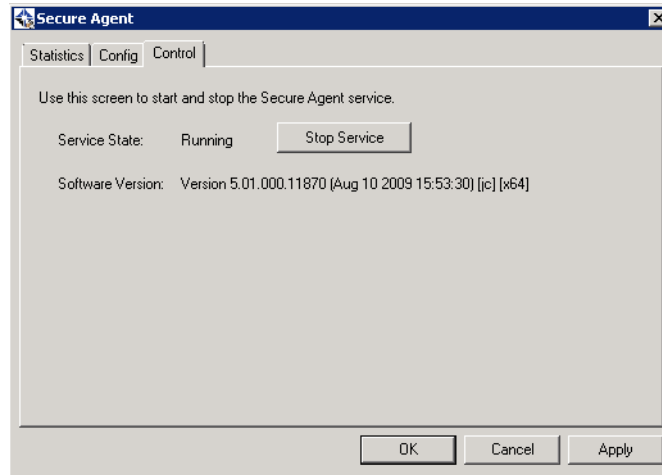 Secure Agent
Statistics Config Control
Use this screen to start and stop the Secure Agent service.
Service State: Running Stop Service
Software Version: Version 5.01.000.11870 (Aug 10 2009 15:53:30) [jc] [x64]
OK Cancel Apply